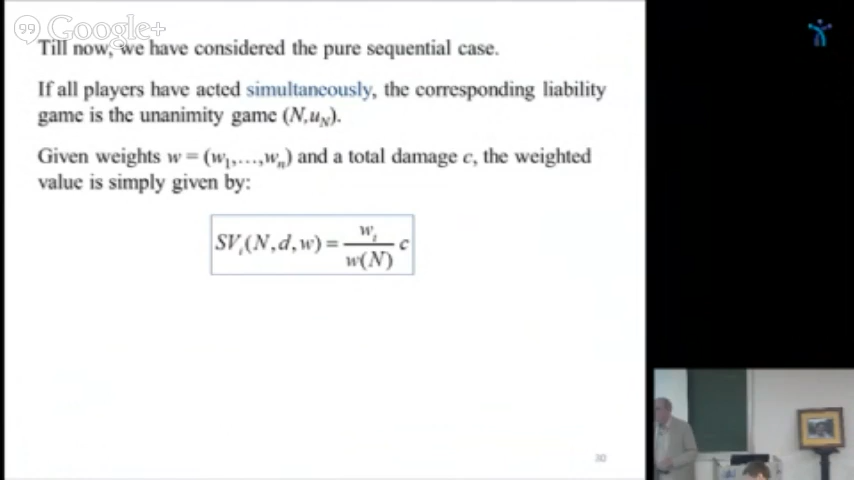 Google+
Till now, we have considered the pure sequential case.
If all players have acted simultaneously, the corresponding liability
game is the unanimity game (N,u_N).
Given weights w = (w_1,…,w_n) and a total damage c, the weighted
value is simply given by:
SV_i(N,d,w) = w_i / w(N) c
30